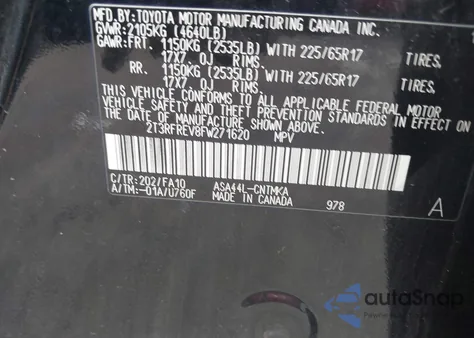 MFD. BY: TOYOTA MOTOR MANUFACTURING CANADA INC.
GVWR: 2105KG (4640LB)
GAWR: FRT. 1150KG (2535LB) WITH 225/65R17 TIRES,
17X7. 0J RIMS.
RR. 1150KG (2535LB) WITH 225/65R17 TIRES,
17X7. 0J RIMS.
THIS VEHICLE CONFORMS TO ALL APPLICABLE FEDERAL MOTOR
VEHICLE SAFETY AND THEFT PREVENTION STANDARDS IN EFFECT ON
THE DATE OF MANUFACTURE SHOWN ABOVE.
2T3RFREV8FW271620 MPV
C/TR: 202/FA10 ASA44L-CNTMKA
A/TM: -01A/U760F MADE IN CANADA 978 A
autoSnap